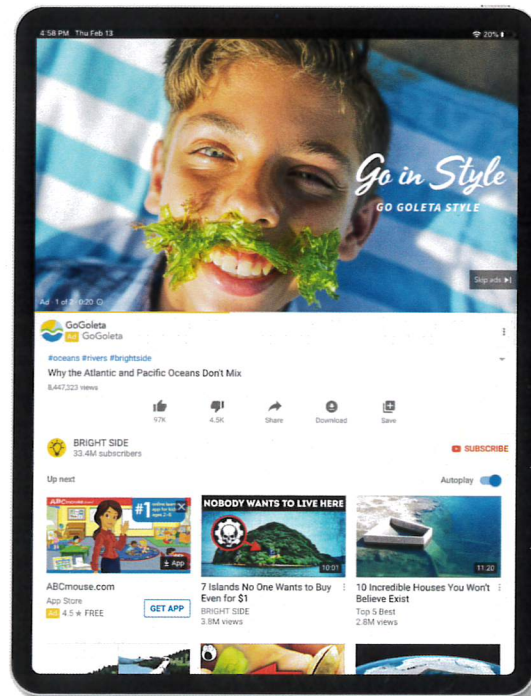 4:58 PM Thu Feb 13
20%
Go in Style
GO GOLETA STYLE
Skip ads
Ad · 1 of 2 · 0:20
GoGoleta
Ad GoGoleta
#oceans #rivers #brightside
Why the Atlantic and Pacific Oceans Don't Mix
8,447,323 views
97K
4.5K
Share
Download
Save
BRIGHT SIDE
33.4M subscribers
SUBSCRIBE
Up next
Autoplay
ABCmouse
#1
App
NOBODY WANTS TO LIVE HERE
10:01
11:20
ABCmouse.com
App Store
Ad 4.5 ★ FREE
GET APP
7 Islands No One Wants to Buy
Even for $1
BRIGHT SIDE
3.8M views
10 Incredible Houses You Won't
Believe Exist
Top 5 Best
2.8M views